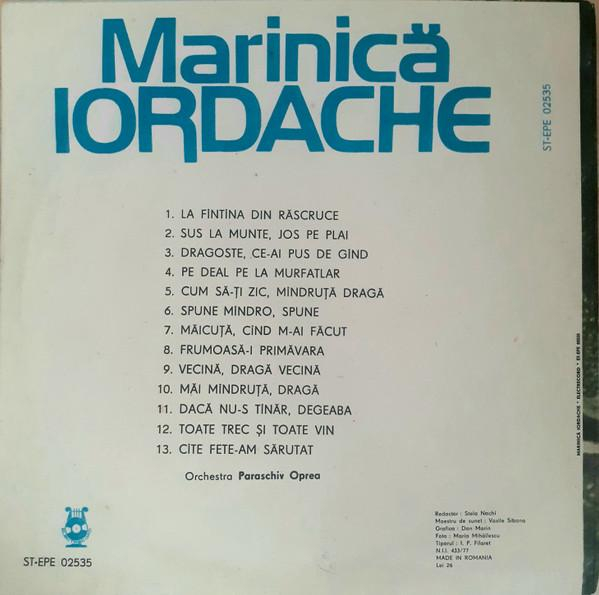 Marinică
IORDACHE
ST-EPE 02535
1. LA FÎNTÎNA DIN RĂSCRUCE
2. SUS LA MUNTE, JOS PE PLAI
3. DRAGOSTE, CE-AI PUS DE GÎND
4. PE DEAL PE LA MURFATLAR
5. CUM SĂ-ȚI ZIC, MÎNDRUȚĂ DRAGĂ
6. SPUNE MÎNDRO, SPUNE
7. MĂICUȚĂ, CÎND M-AI FĂCUT
8. FRUMOASĂ-I PRIMĂVARA
9. VECINĂ, DRAGĂ VECINĂ
10. MĂI MÎNDRUȚĂ, DRAGĂ
11. DACĂ NU-S TÎNĂR, DEGEABA
12. TOATE TREC ȘI TOATE VIN
13. CÎTE FETE-AM SĂRUTAT
Orchestra Paraschiv Oprea
MARINICĂ IORDACHE * ELECTRECORD * ST-EPE 02535
Redactor : Stela Nachi
Maestru de sunet : Vasile Sibana
Grafica : Dan Marin
Foto : Maria Mihăilescu
Tiparul : I. P. Filaret
N.I.I. 433/77
MADE IN ROMANIA
Lei 26
ST-EPE 02535